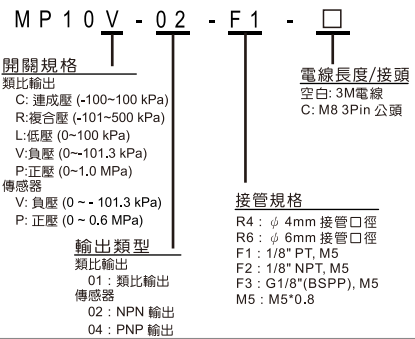 MP10V-02-F1 - □
開關規格
類比輸出
C: 連成壓 (-100~100 kPa)
R:複合壓 (-101~500 kPa)
L:低壓 (0~100 kPa)
V:負壓 (0~-101.3 kPa)
P:正壓 (0~1.0 MPa)
傳感器
V: 負壓 (0 ~ - 101.3 kPa)
P: 正壓 (0 ~ 0.6 MPa)
輸出類型
類比輸出
01 : 類比輸出
傳感器
02 : NPN 輸出
04 : PNP 輸出
接管規格
R4 : ψ 4mm 接管口徑
R6 : ψ 6mm 接管口徑
F1 : 1/8" PT, M5
F2 : 1/8" NPT, M5
F3 : G1/8"(BSPP), M5
M5 : M5*0.8
電線長度/接頭
空白: 3M電線
C: M8 3Pin 公頭